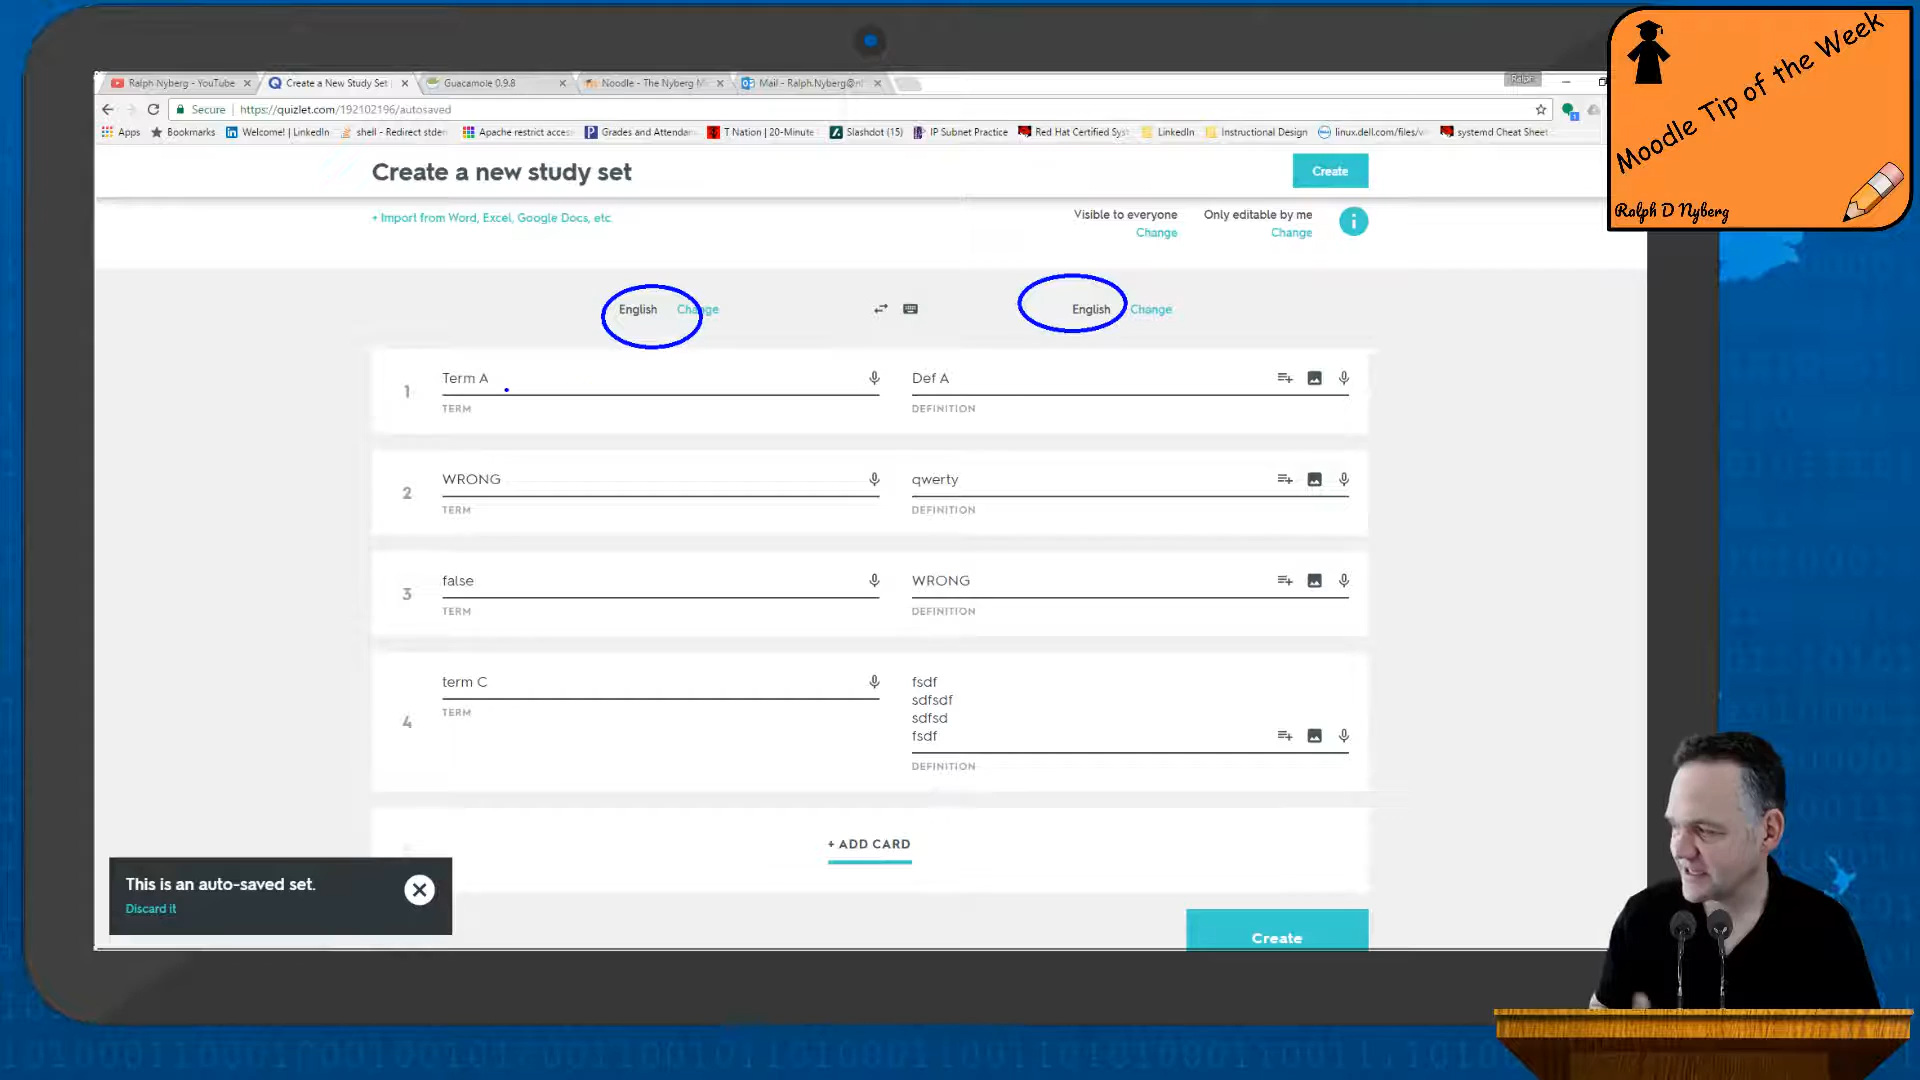 Moodle Tip of the Week
Ralph D Nyberg
Ralph Nyberg - YouTube
Create a New Study Set
Guacamole 0.9.8
Noodle - The Nyberg M
Mail - Ralph.Nyberg@n
Ralph
Secure
https://quizlet.com/192102196/autosaved
Apps
Bookmarks
Welcome! | LinkedIn
shell - Redirect stder
Apache restrict acces
Grades and Attendan
T Nation | 20-Minute
Slashdot (15)
IP Subnet Practice
Red Hat Certified Sys
LinkedIn
Instructional Design
linux.dell.com/files/
systemd Cheat Sheet
Create a new study set
Create
+ Import from Word, Excel, Google Docs, etc.
Visible to everyone
Change
Only editable by me
Change
English Change
English Change
1
Term A
TERM
Def A
DEFINITION
2
WRONG
TERM
qwerty
DEFINITION
3
false
TERM
WRONG
DEFINITION
4
term C
TERM
fsdf
sdfsdf
sdfsd
fsdf
DEFINITION
+ ADD CARD
This is an auto-saved set.
Discard it
Create